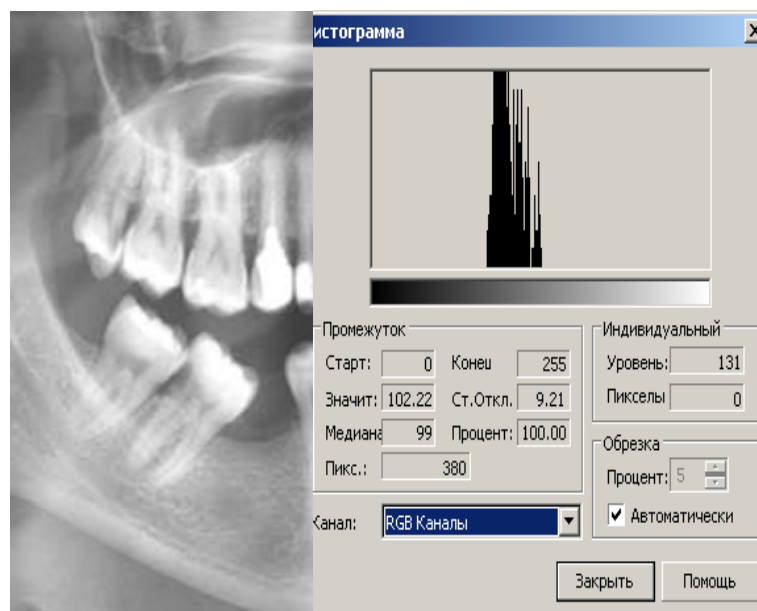 истограмма
Промежуток
Старт: 0 Конец 255
Значит: 102.22 Ст.Откл. 9.21
Медиана 99 Процент: 100.00
Пикс.: 380
Индивидуальный
Уровень: 131
Пикселы 0
Обрезка
Процент: 5
Автоматически
Канал: RGB Каналы
Закрыть Помощь